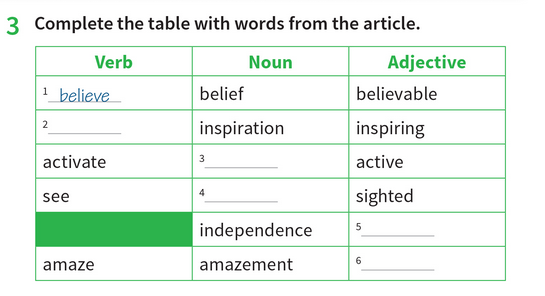 3 Complete the table with words from the article.
Verb Noun Adjective
1 believe belief believable
2 inspiration inspiring
activate 3 active
see 4 sighted
independence 5
amaze amazement 6